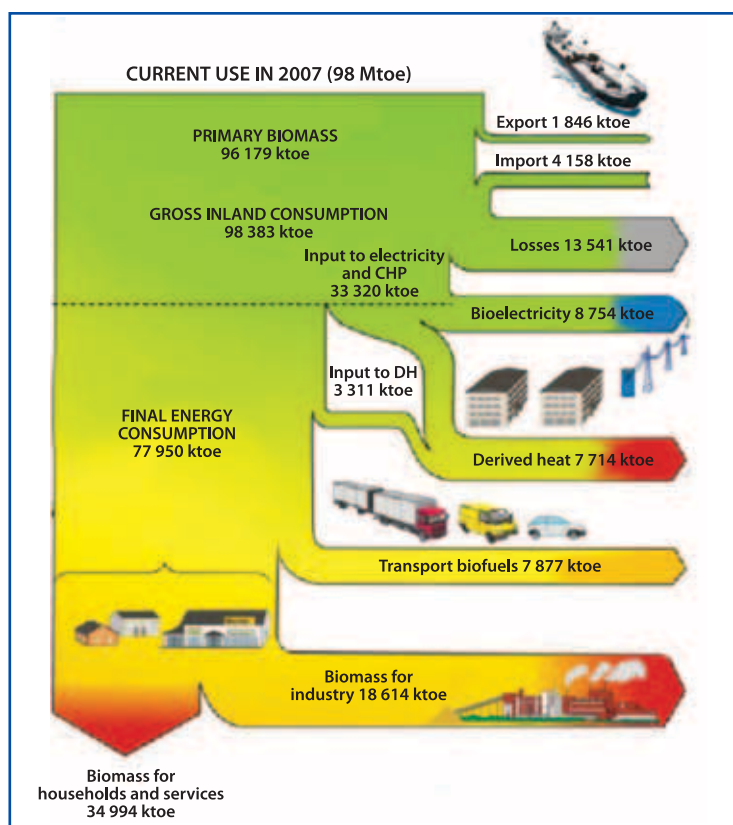 CURRENT USE IN 2007 (98 Mtoe)
Export 1 846 ktoe
PRIMARY BIOMASS
96 179 ktoe
Import 4 158 ktoe
GROSS INLAND CONSUMPTION
98 383 ktoe
Losses 13 541 ktoe
Input to electricity
and CHP
33 320 ktoe
Bioelectricity 8 754 ktoe
Input to DH
3 311 ktoe
FINAL ENERGY
CONSUMPTION
77 950 ktoe
Derived heat 7 714 ktoe
Transport biofuels 7 877 ktoe
Biomass for
industry 18 614 ktoe
Biomass for
households and services
34 994 ktoe